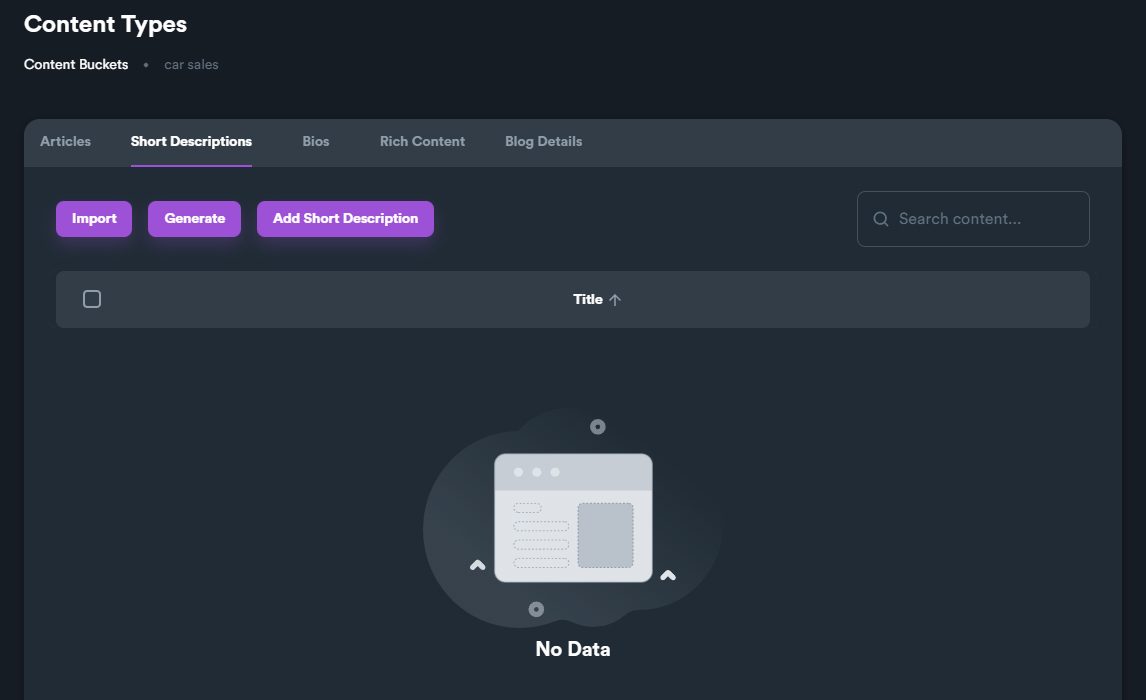 Content Types
Content Buckets • car sales
Articles Short Descriptions Bios Rich Content Blog Details
Import Generate Add Short Description Search content...
Title ↑
No Data